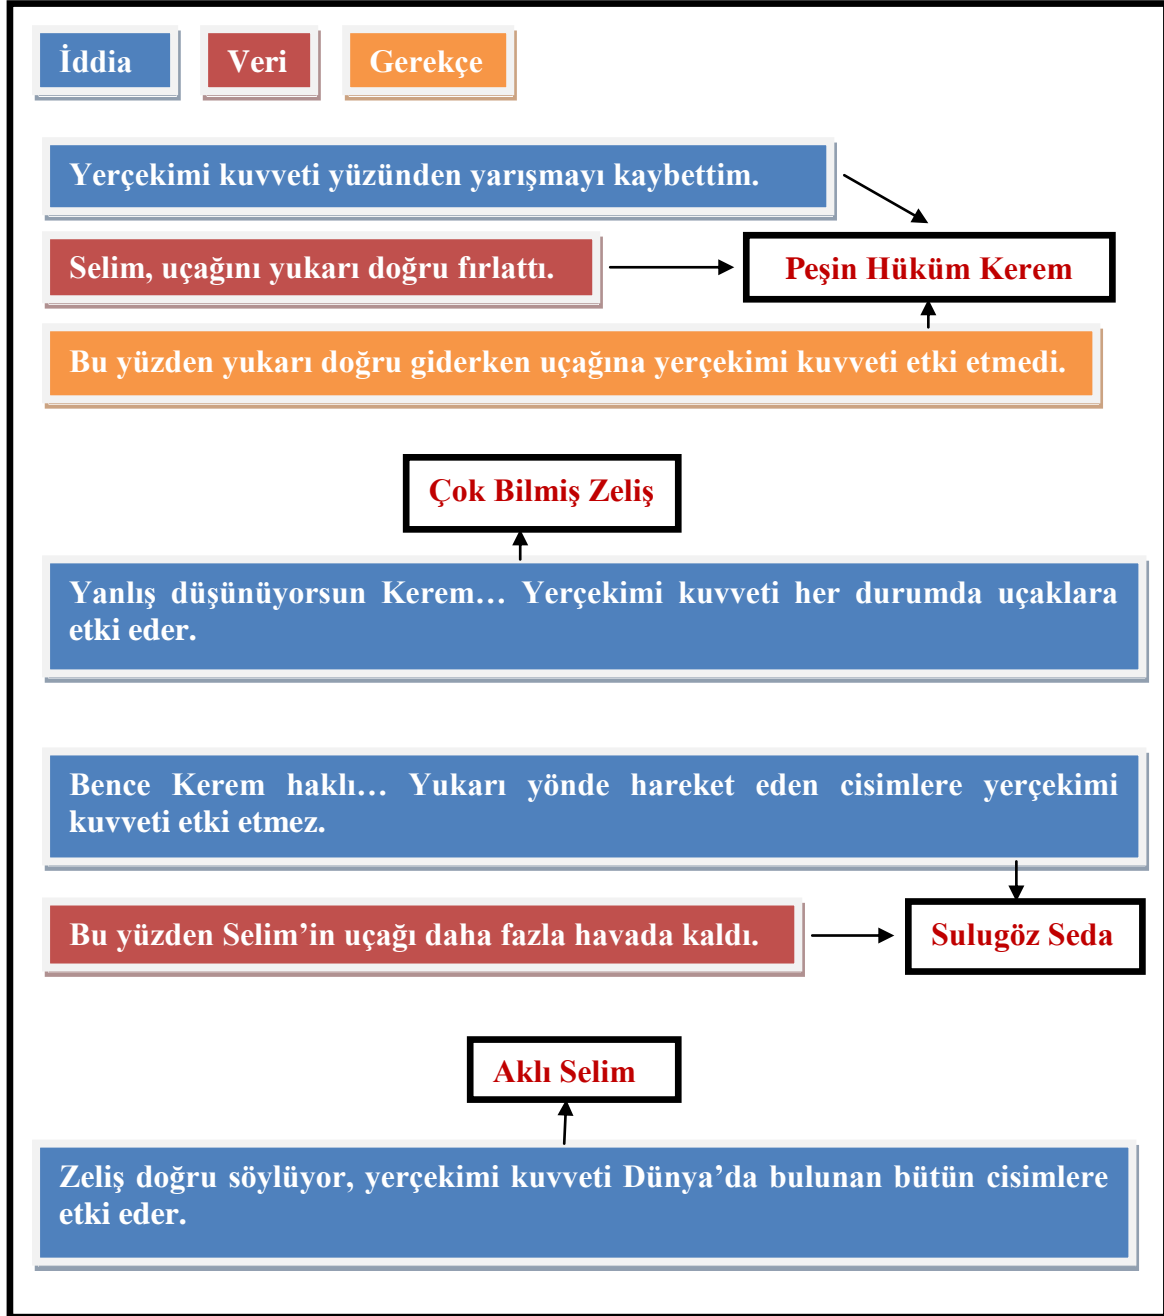 İddia
Veri
Gerekçe
Yerçekimi kuvveti yüzünden yarışmayı kaybettim.
Selim, uçağını yukarı doğru fırlattı.
Peşin Hüküm Kerem
Bu yüzden yukarı doğru giderken uçağına yerçekimi kuvveti etki etmedi.
Çok Bilmiş Zeliş
Yanlış düşünüyorsun Kerem… Yerçekimi kuvveti her durumda uçaklara
etki eder.
Bence Kerem haklı… Yukarı yönde hareket eden cisimlere yerçekimi
kuvveti etki etmez.
Bu yüzden Selim’in uçağı daha fazla havada kaldı.
Sulugöz Seda
Aklı Selim
Zeliş doğru söylüyor, yerçekimi kuvveti Dünya’da bulunan bütün cisimlere
etki eder.